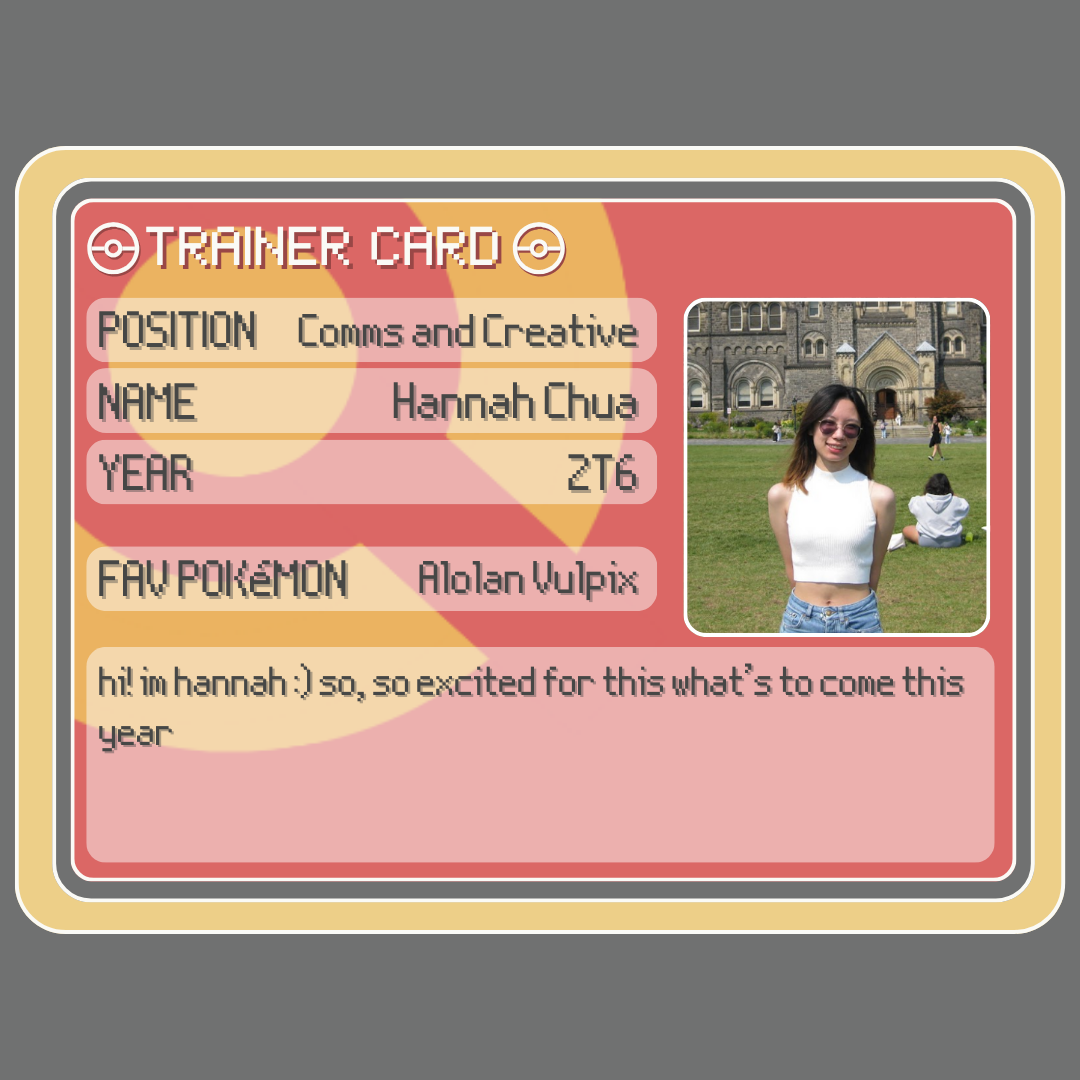 TRAINER CARD
POSITION Comms and Creative
NAME Hannah Chua
YEAR 2T6
FAV POKéMON Alolan Vulpix
hi! im hannah :) so, so excited for this what's to come this
year